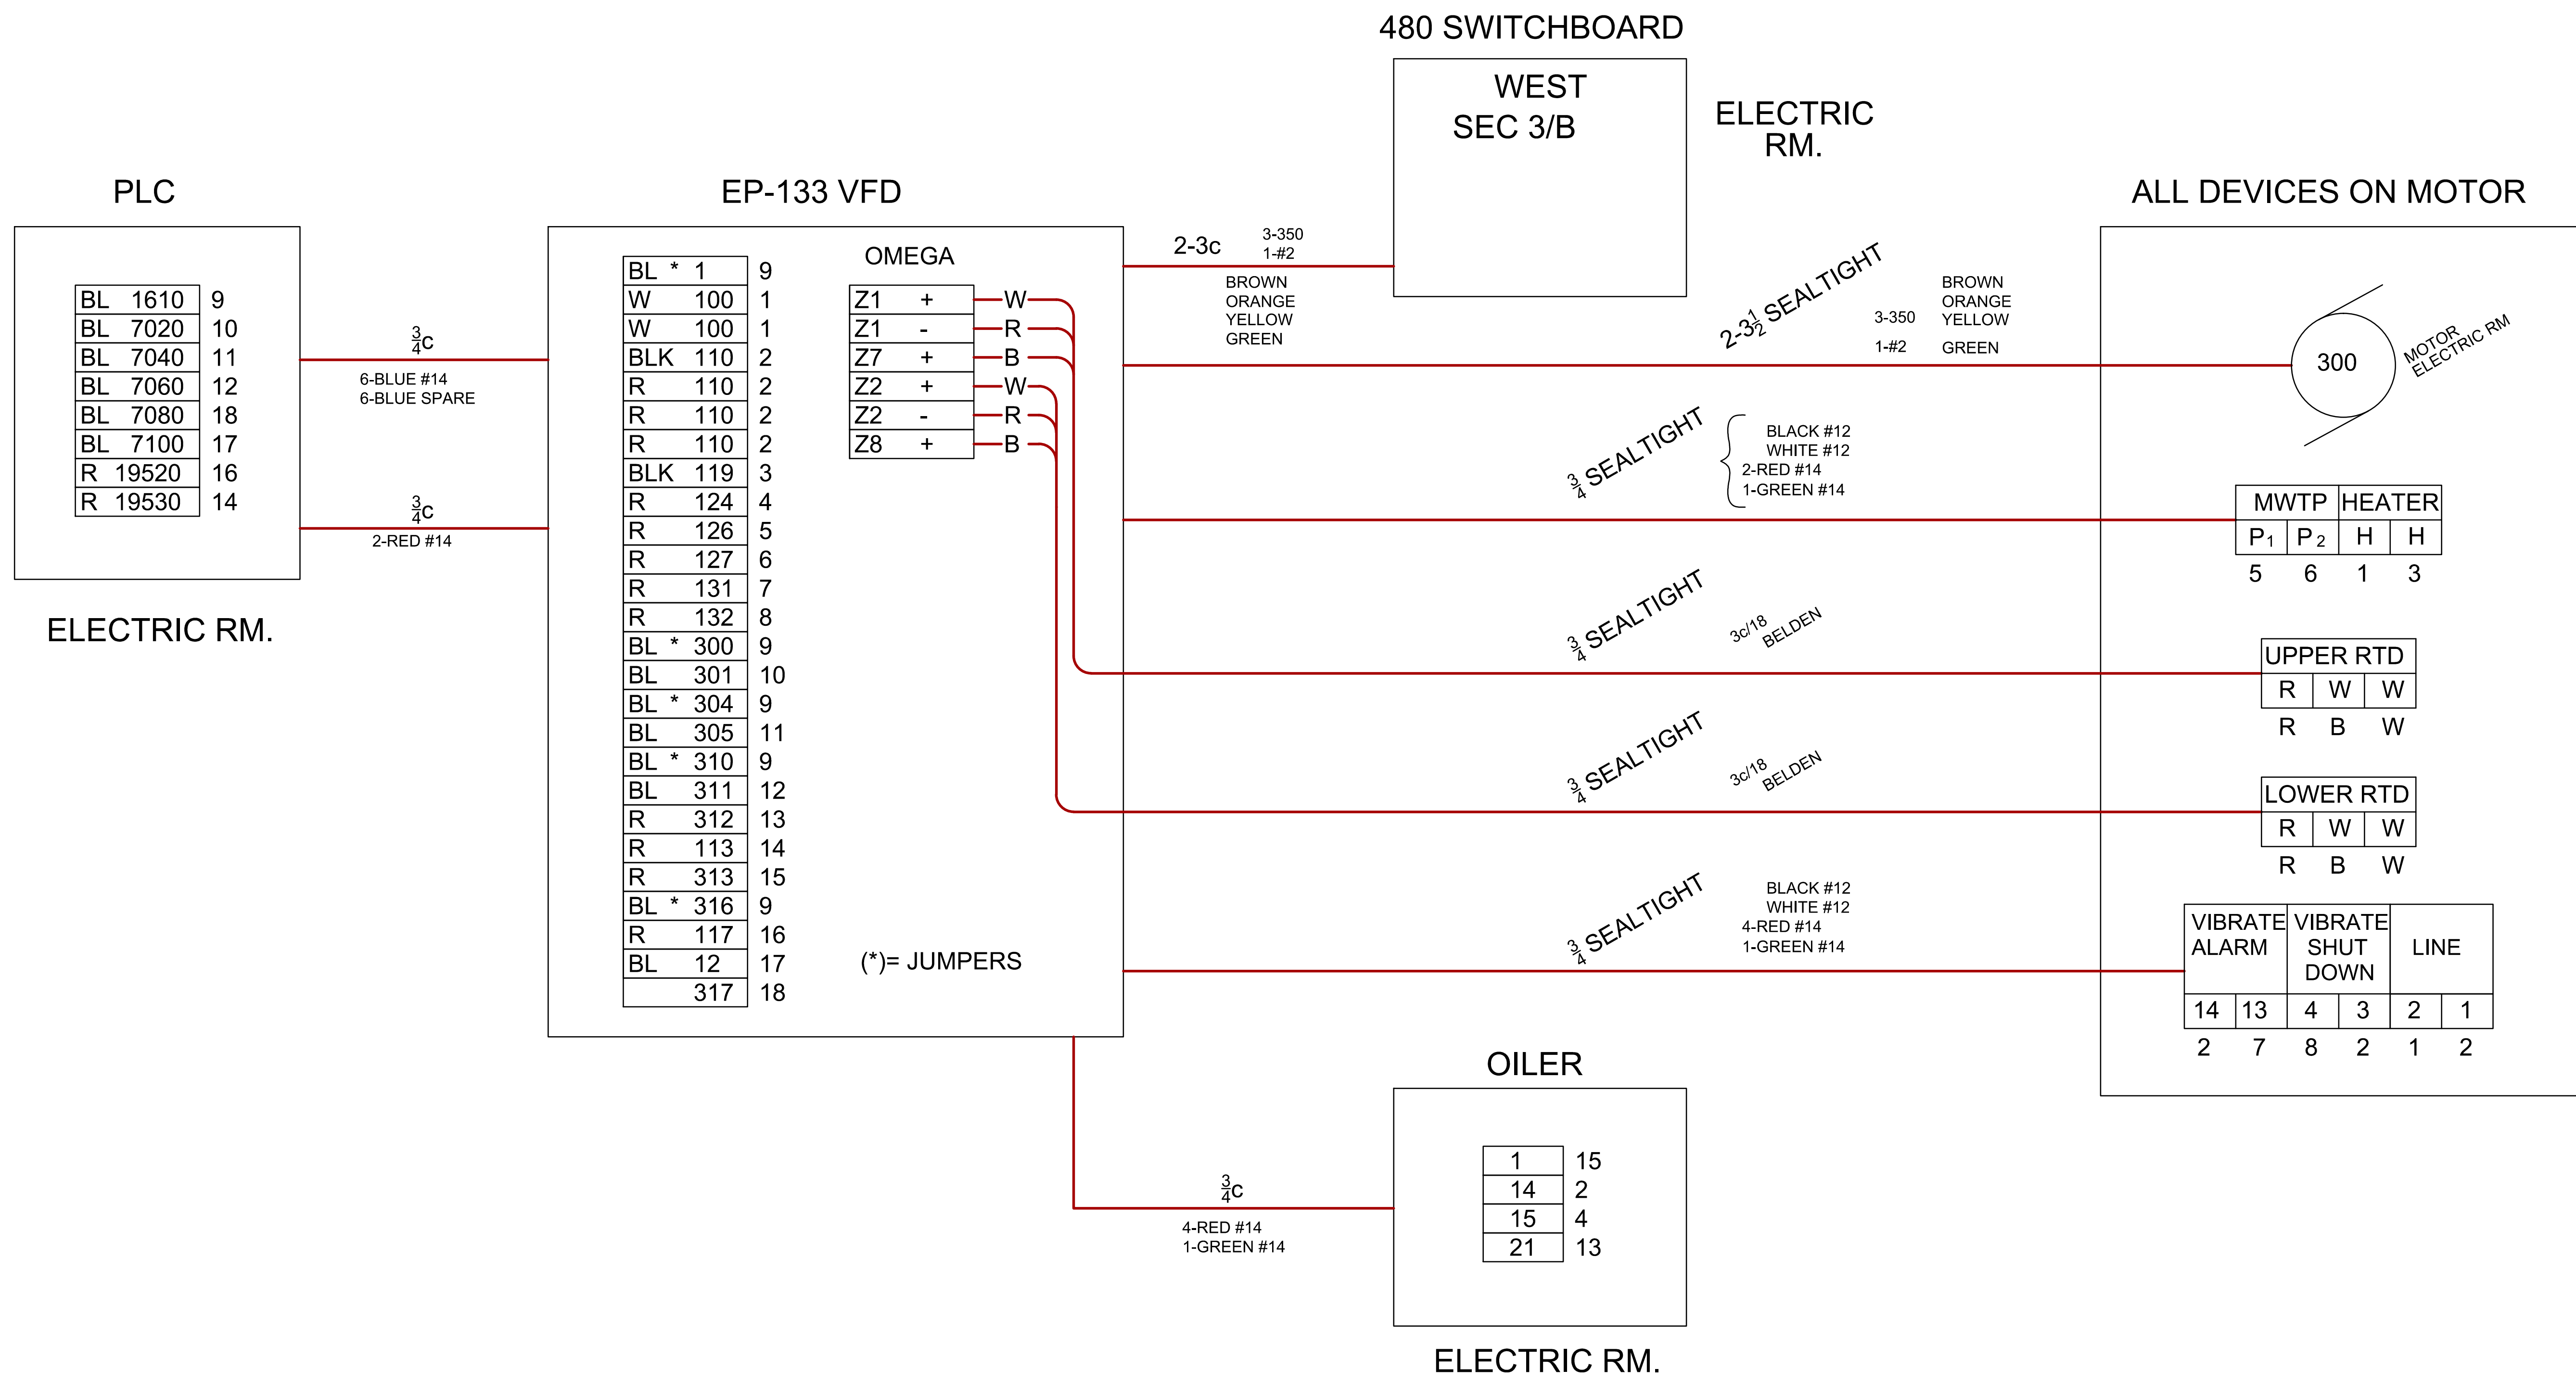 480 SWITCHBOARD
WEST
SEC 3/B
ELECTRIC
RM.
PLC
BL 1610 9
BL 7020 10
BL 7040 11
BL 7060 12
BL 7080 18
BL 7100 17
R 19520 16
R 19530 14
ELECTRIC RM.
3/4c
6-BLUE #14
6-BLUE SPARE
3/4c
2-RED #14
EP-133 VFD
BL * 1 9
W 100 1
W 100 1
BLK 110 2
R 110 2
R 110 2
R 110 2
BLK 119 3
R 124 4
R 126 5
R 127 6
R 131 7
R 132 8
BL * 300 9
BL 301 10
BL * 304 9
BL 305 11
BL * 310 9
BL 311 12
R 312 13
R 113 14
R 313 15
BL * 316 9
R 117 16
BL 12 17
317 18
OMEGA
Z1 + W
Z1 - R
Z7 + B
Z2 + W
Z2 - R
Z8 + B
(*)= JUMPERS
2-3c
3-350
1-#2
BROWN
ORANGE
YELLOW
GREEN
2-3 1/2 SEALTIGHT
3-350
1-#2
BROWN
ORANGE
YELLOW
GREEN
3/4 SEALTIGHT
BLACK #12
WHITE #12
2-RED #14
1-GREEN #14
3/4 SEALTIGHT
3c/18
BELDEN
3/4 SEALTIGHT
3c/18
BELDEN
3/4 SEALTIGHT
BLACK #12
WHITE #12
4-RED #14
1-GREEN #14
ALL DEVICES ON MOTOR
300
MOTOR
ELECTRIC RM
MWTP HEATER
P1 P2 H H
5 6 1 3
UPPER RTD
R W W
R B W
LOWER RTD
R W W
R B W
VIBRATE
ALARM
VIBRATE
SHUT
DOWN
LINE
14 13 4 3 2 1
2 7 8 2 1 2
3/4c
4-RED #14
1-GREEN #14
OILER
1 15
14 2
15 4
21 13
ELECTRIC RM.